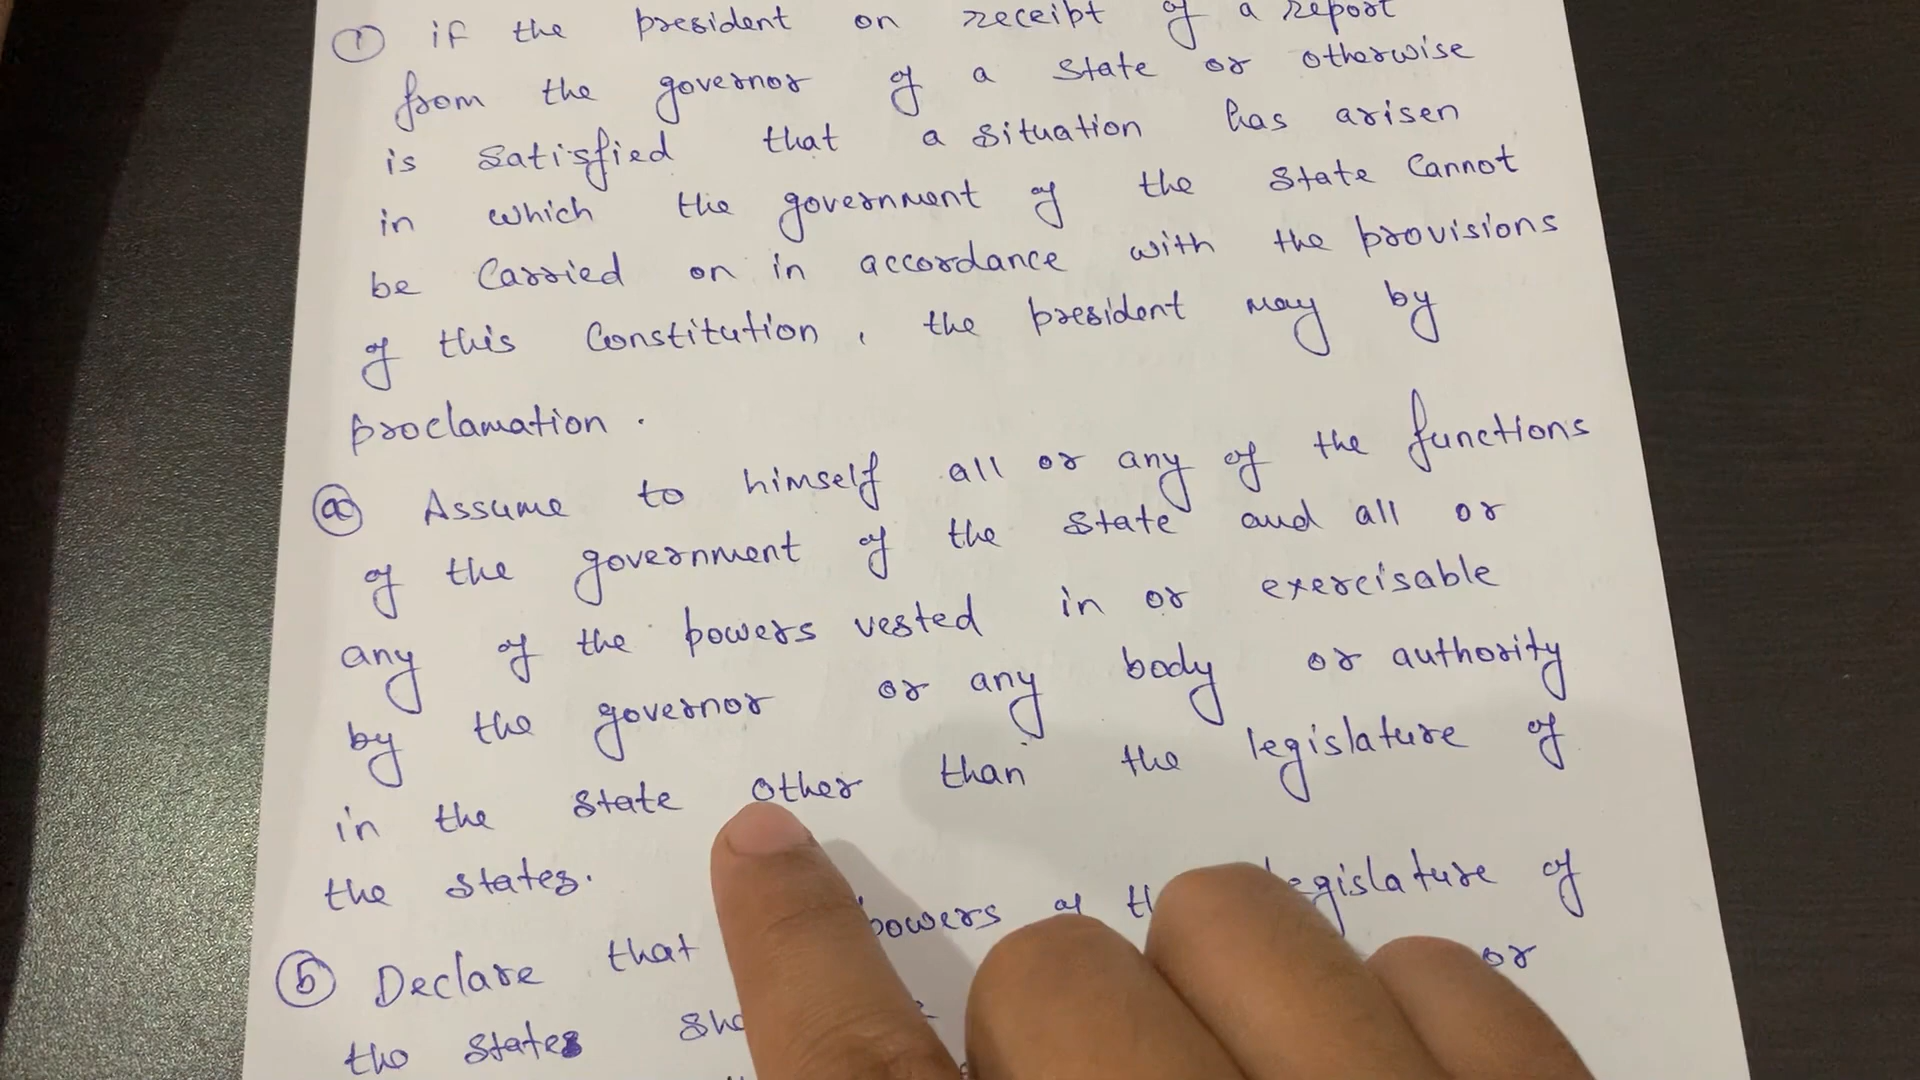 ① if the president on receipt of a report
from the governor of a state or otherwise
is satisfied that a situation has arisen
in which the government of the state cannot
be carried on in accordance with the provisions
of this Constitution, the president may by
proclamation.
ⓐ Assume to himself all or any of the functions
of the government of the state and all or
any of the powers vested in or exercisable
by the governor or any body or authority
in the state other than the legislature of
the states.
ⓑ Declare that powers of legislature of
the states or